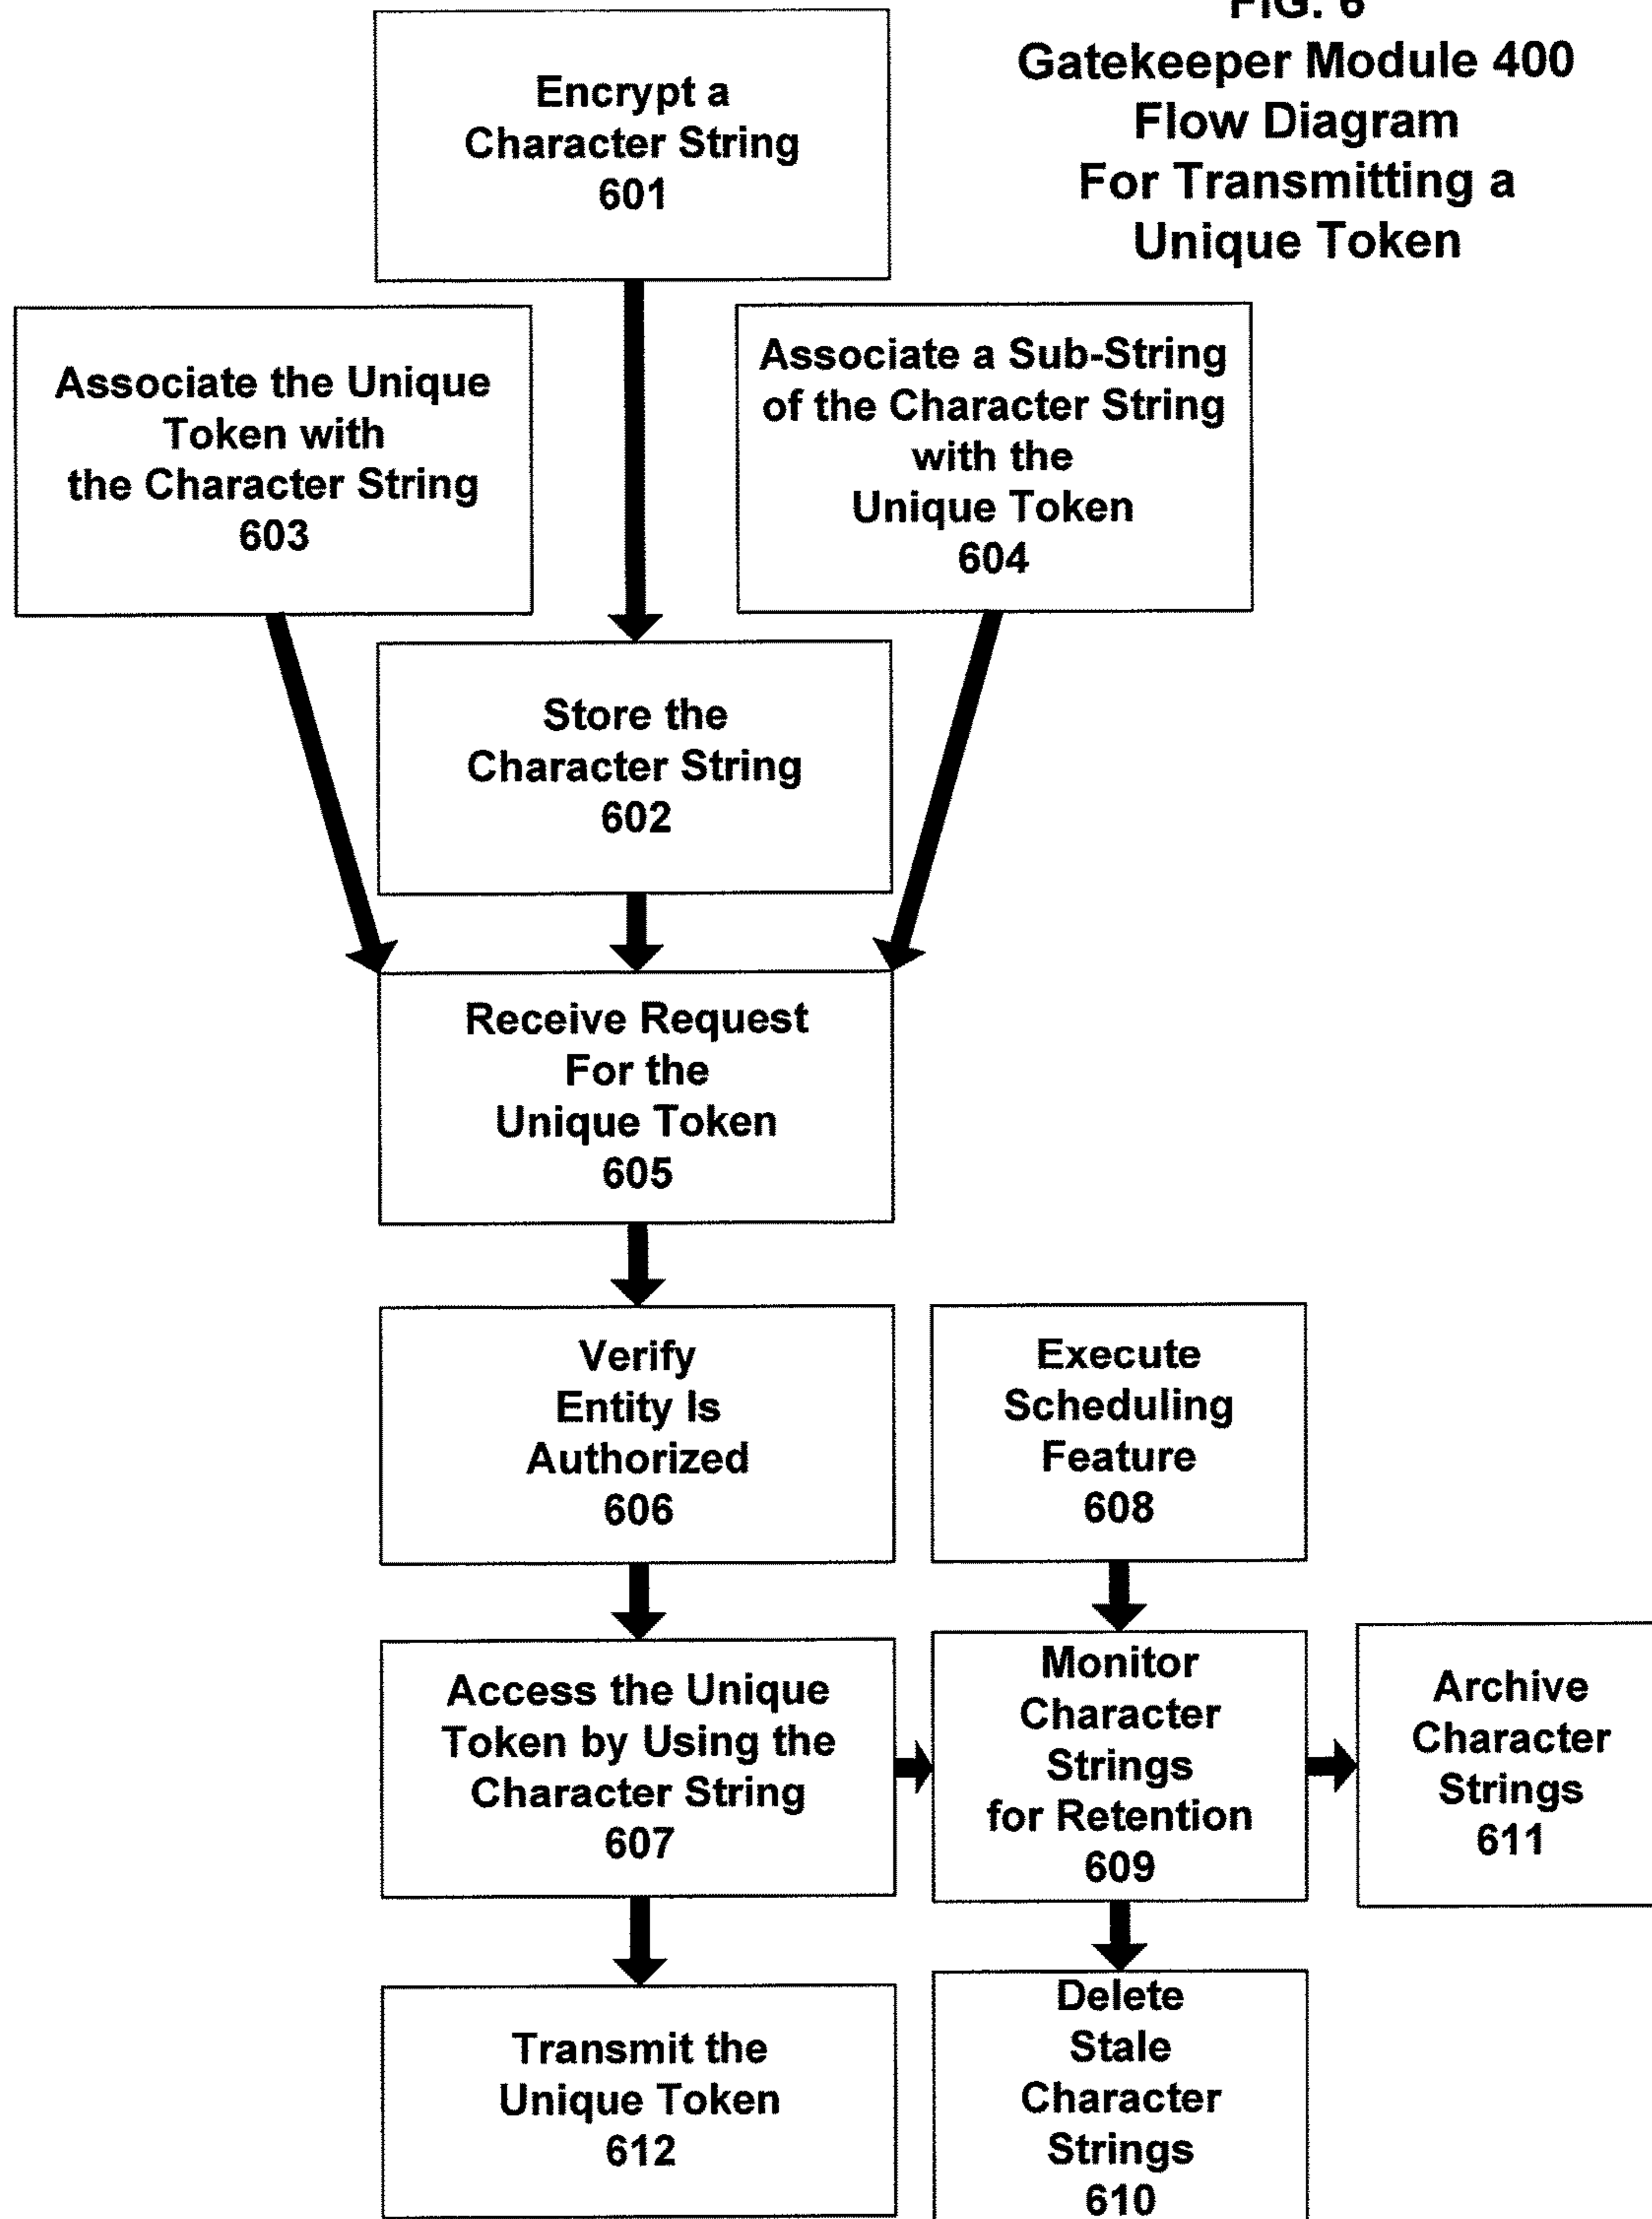 FIG. 6
Gatekeeper Module 400
Flow Diagram
For Transmitting a
Unique Token
Encrypt a
Character String
601
Associate the Unique
Token with
the Character String
603
Associate a Sub-String
of the Character String
with the
Unique Token
604
Store the
Character String
602
Receive Request
For the
Unique Token
605
Verify
Entity Is
Authorized
606
Execute
Scheduling
Feature
608
Access the Unique
Token by Using the
Character String
607
Monitor
Character
Strings
for Retention
609
Archive
Character
Strings
611
Transmit the
Unique Token
612
Delete
Stale
Character
Strings
610